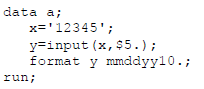 data a;
x='12345';
y=input(x,$5.);
format y mmddyy10.;
run;